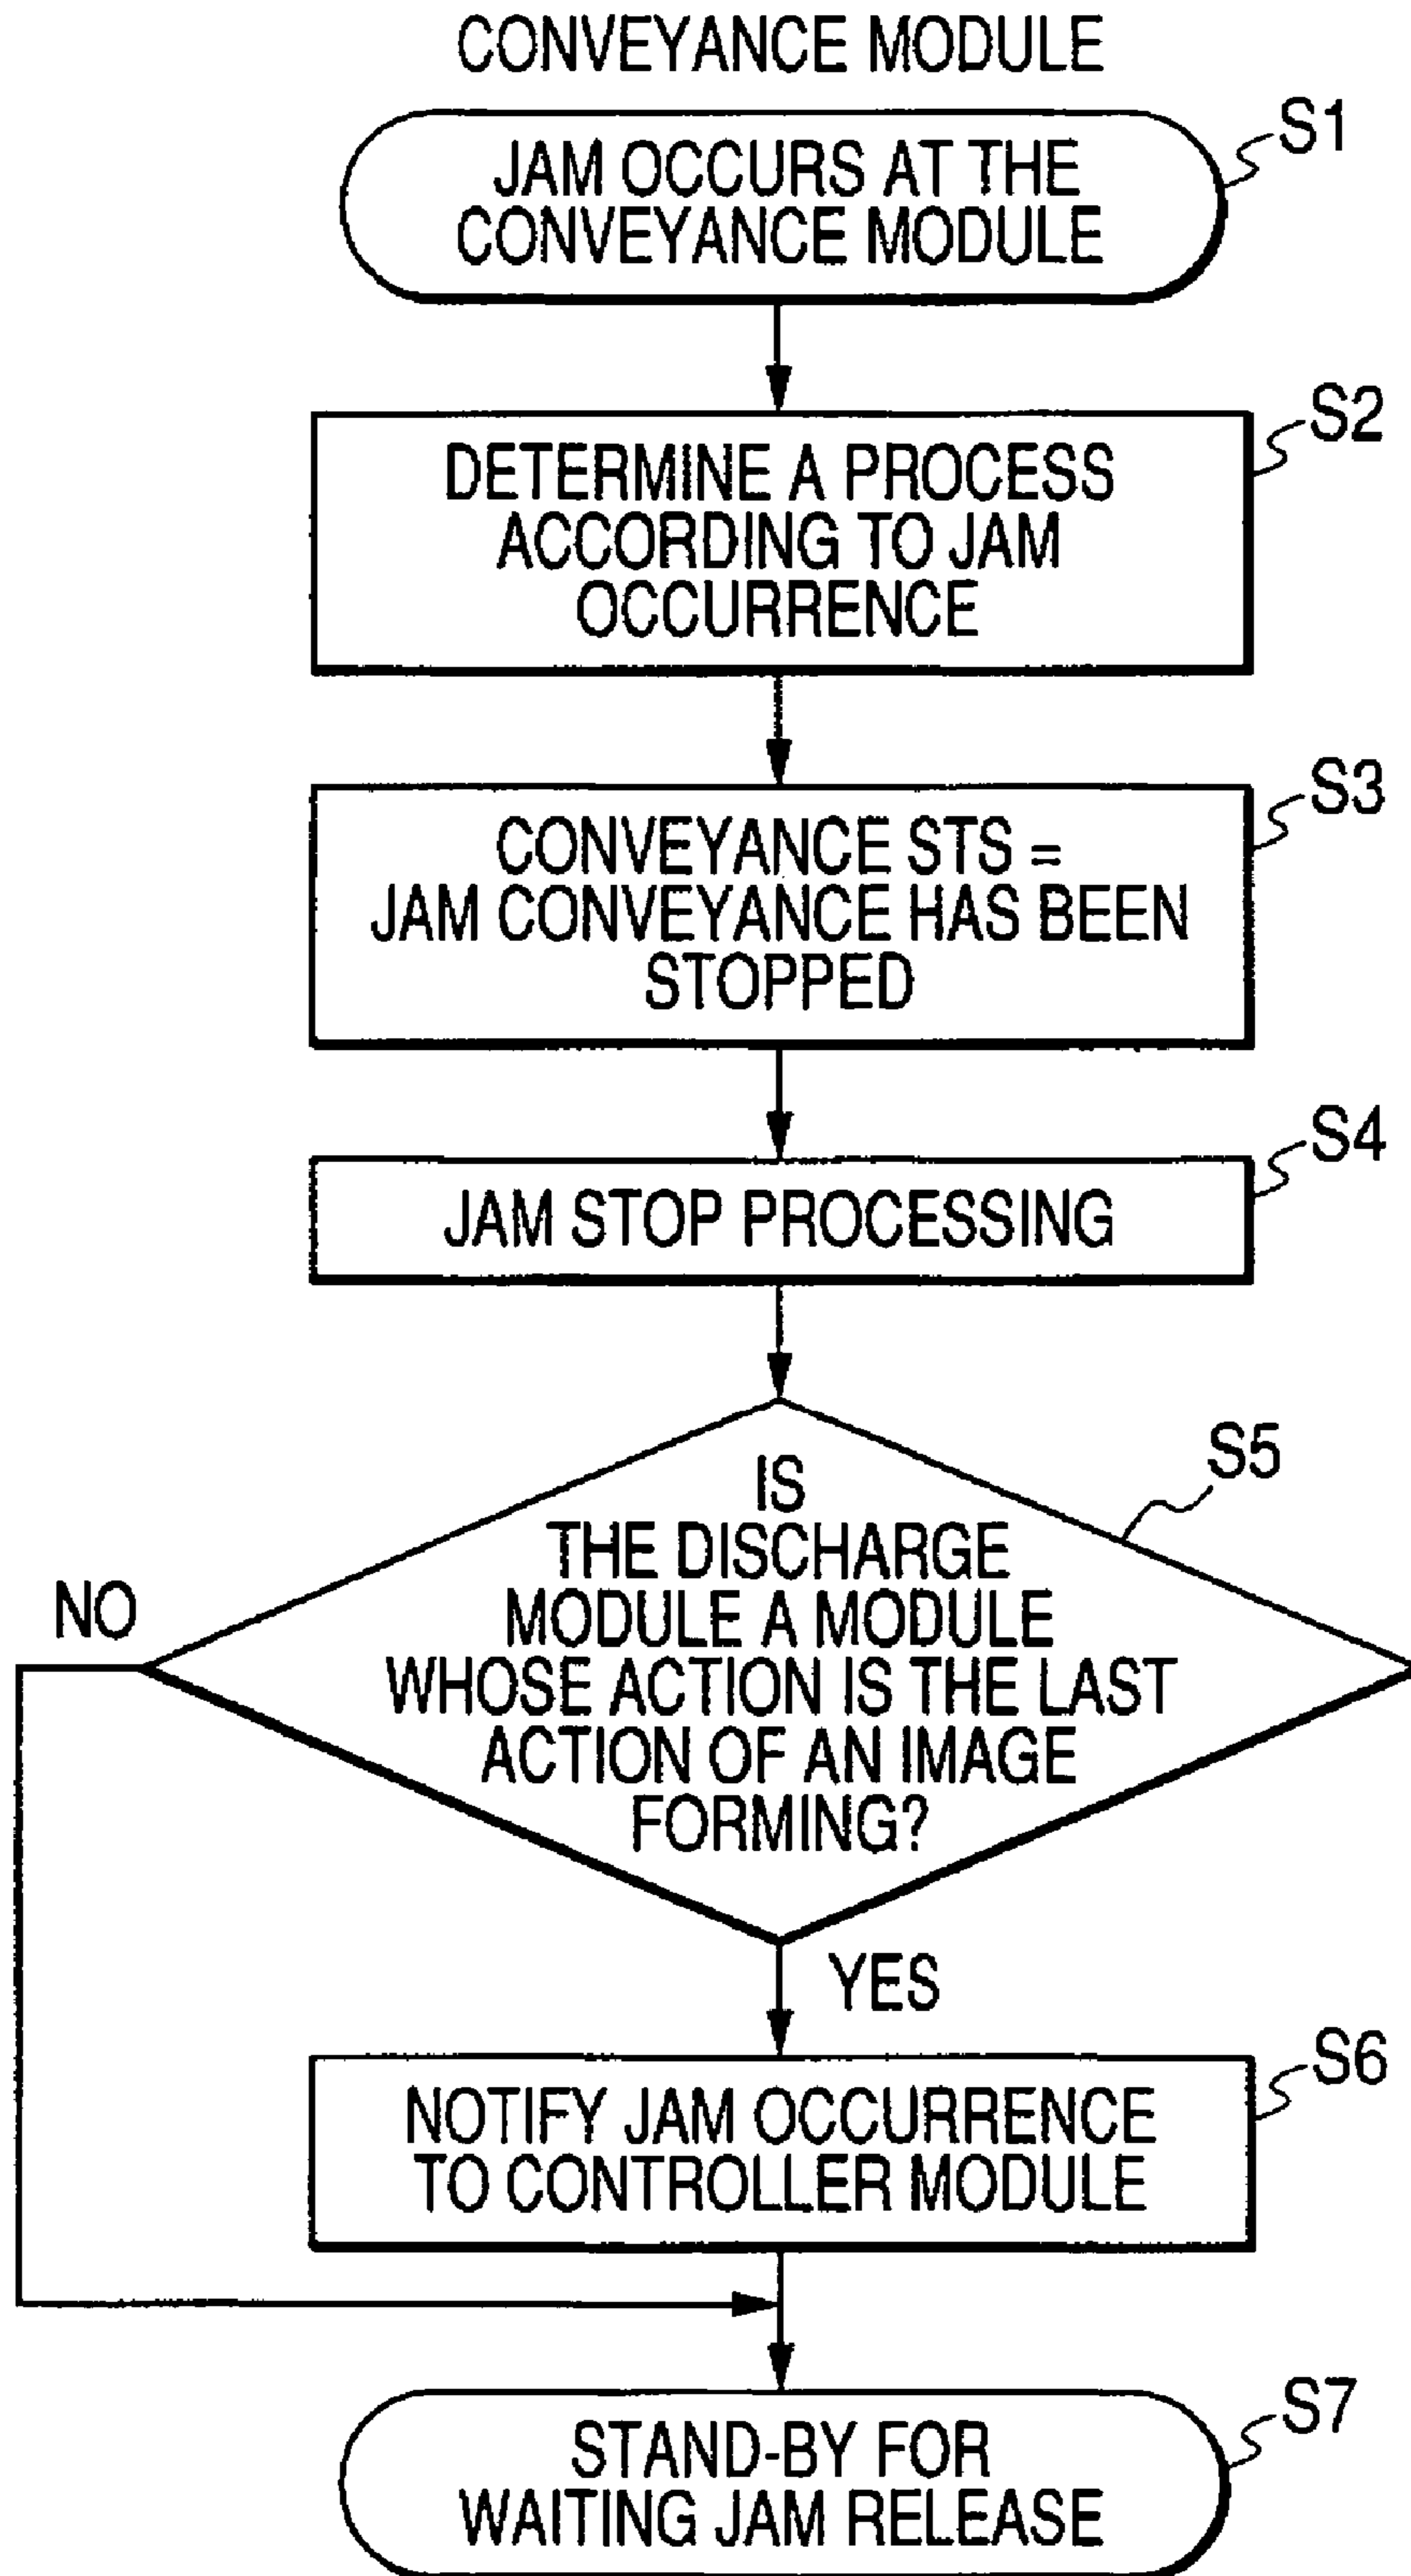 CONVEYANCE MODULE
JAM OCCURS AT THE
CONVEYANCE MODULE
S1
DETERMINE A PROCESS
ACCORDING TO JAM
OCCURRENCE
S2
CONVEYANCE STS =
JAM CONVEYANCE HAS BEEN
STOPPED
S3
JAM STOP PROCESSING
S4
IS
THE DISCHARGE
MODULE A MODULE
WHOSE ACTION IS THE LAST
ACTION OF AN IMAGE
FORMING?
S5
NO
YES
NOTIFY JAM OCCURRENCE
TO CONTROLLER MODULE
S6
STAND-BY FOR
WAITING JAM RELEASE
S7